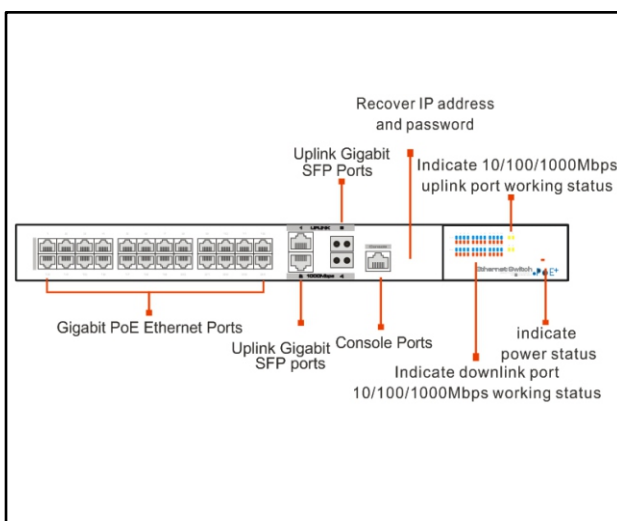 Recover IP address
and password
Uplink Gigabit
SFP Ports
Indicate 10/100/1000Mbps
uplink port working status
UPLINK
Console
1000Mbps
Ethernet Switch
PoE+
Gigabit PoE Ethernet Ports
Uplink Gigabit
SFP ports
Console Ports
indicate
power status
Indicate downlink port
10/100/1000Mbps working status